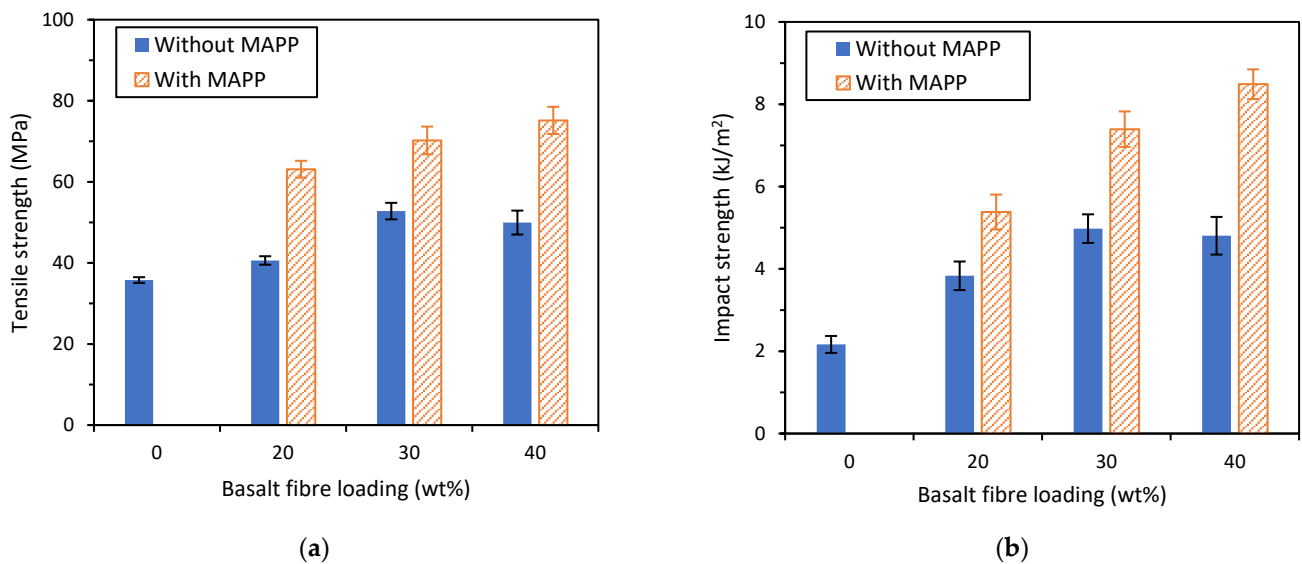 100
80
60
40
20
0
Tensile strength (MPa)
Without MAPP
With MAPP
0 20 30 40
Basalt fibre loading (wt%)
(a)
10
8
6
4
2
0
Impact strength (kJ/m²)
Without MAPP
With MAPP
0 20 30 40
Basalt fibre loading (wt%)
(b)